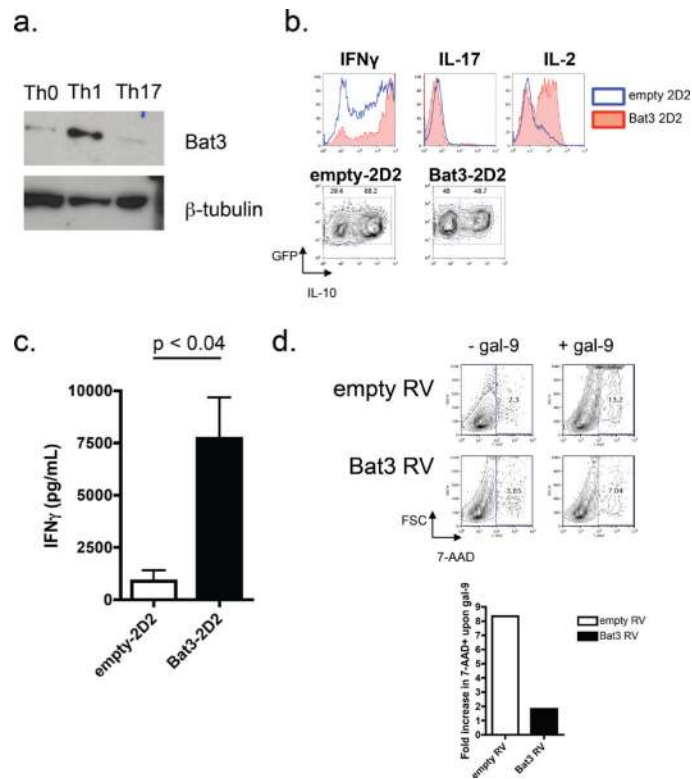 a.
Th0 Th1 Th17
Bat3
β-tubulin
b.
IFNγ IL-17 IL-2
empty 2D2
Bat3 2D2
empty-2D2 Bat3-2D2
29.4 66.2
48.7
GFP
IL-10
c.
p < 0.04
10000
7500
5000
2500
0
IFNγ (pg/mL)
empty-2D2
Bat3-2D2
d.
- gal-9 + gal-9
empty RV
2.3
13.2
Bat3 RV
3.65
7.04
FSC
7-AAD
Fold increase in 7-AAD+ upon gal-9
9
8
7
6
5
4
3
2
1
0
empty RV
Bat3 RV
empty RV
Bat3 RV